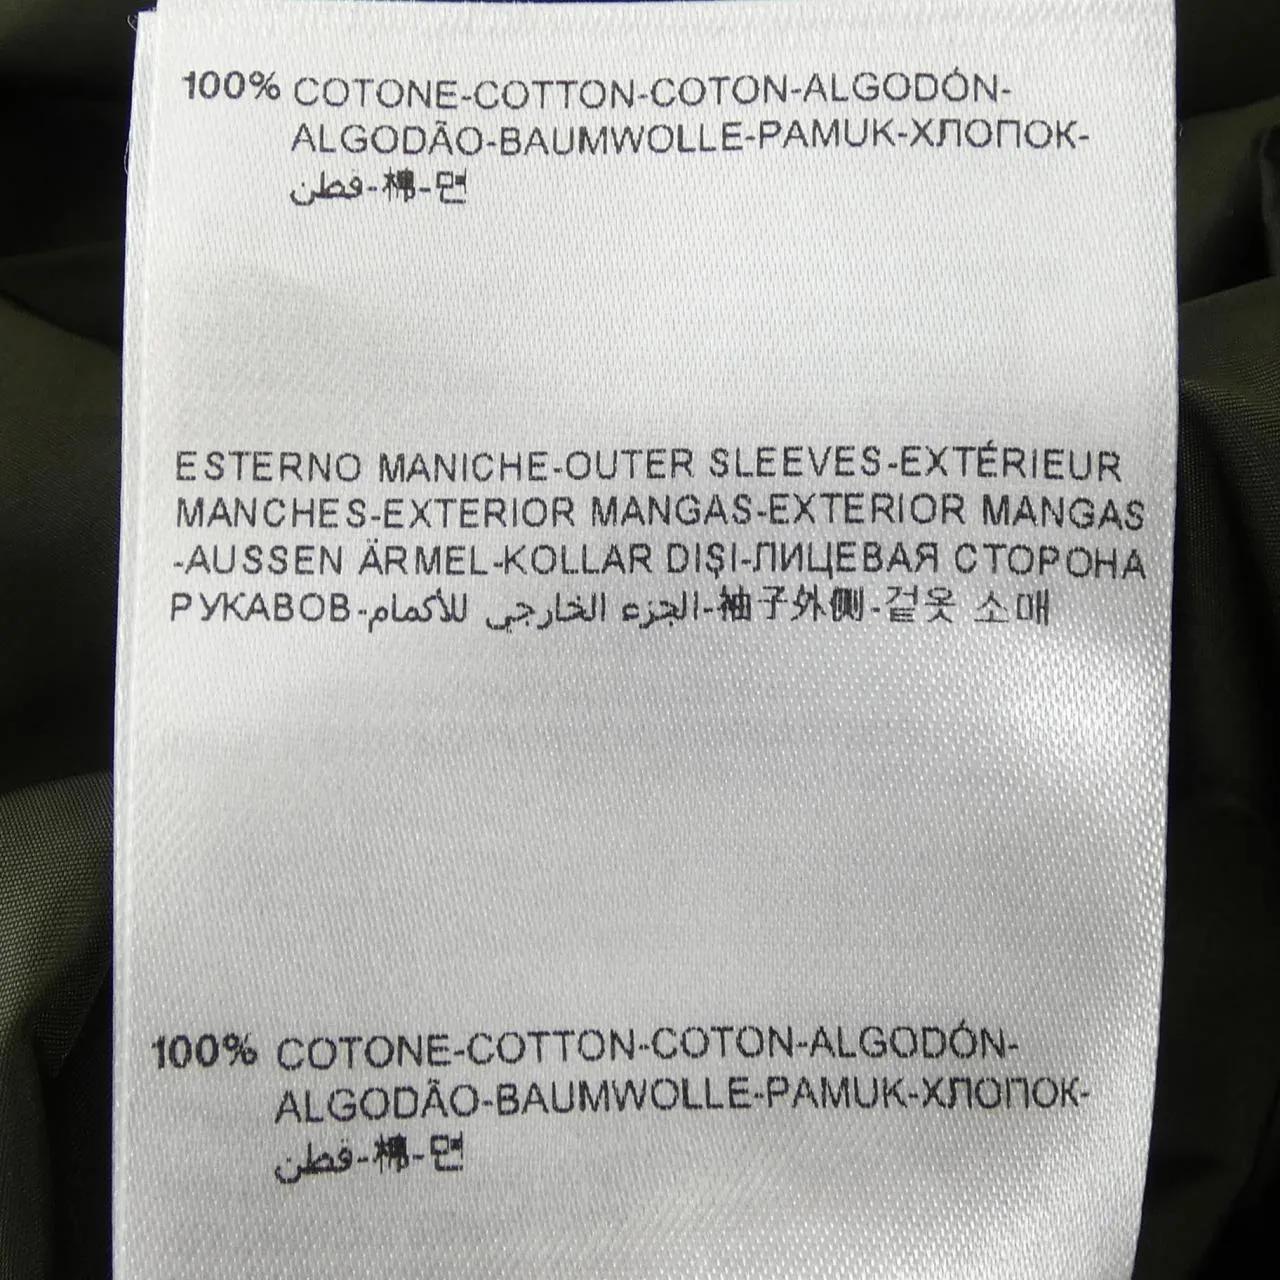 100% COTONE-COTTON-COTON-ALGODÓN-
ALGODÃO-BAUMWOLLE-PAMUK-ХЛОПОК-
قطن-棉-면
ESTERNO MANICHE-OUTER SLEEVES-EXTÉRIEUR
MANCHES-EXTERIOR MANGAS-EXTERIOR MANGAS
-AUSSEN ÄRMEL-KOLLAR DIŞI-ЛИЦЕВАЯ СТОРОНА
РУКАВОВ-الجزء الخارجي للأكمام-袖子外侧-겉옷 소매
100% COTONE-COTTON-COTON-ALGODÓN-
ALGODÃO-BAUMWOLLE-PAMUK-ХЛОПОК-
قطن-棉-면